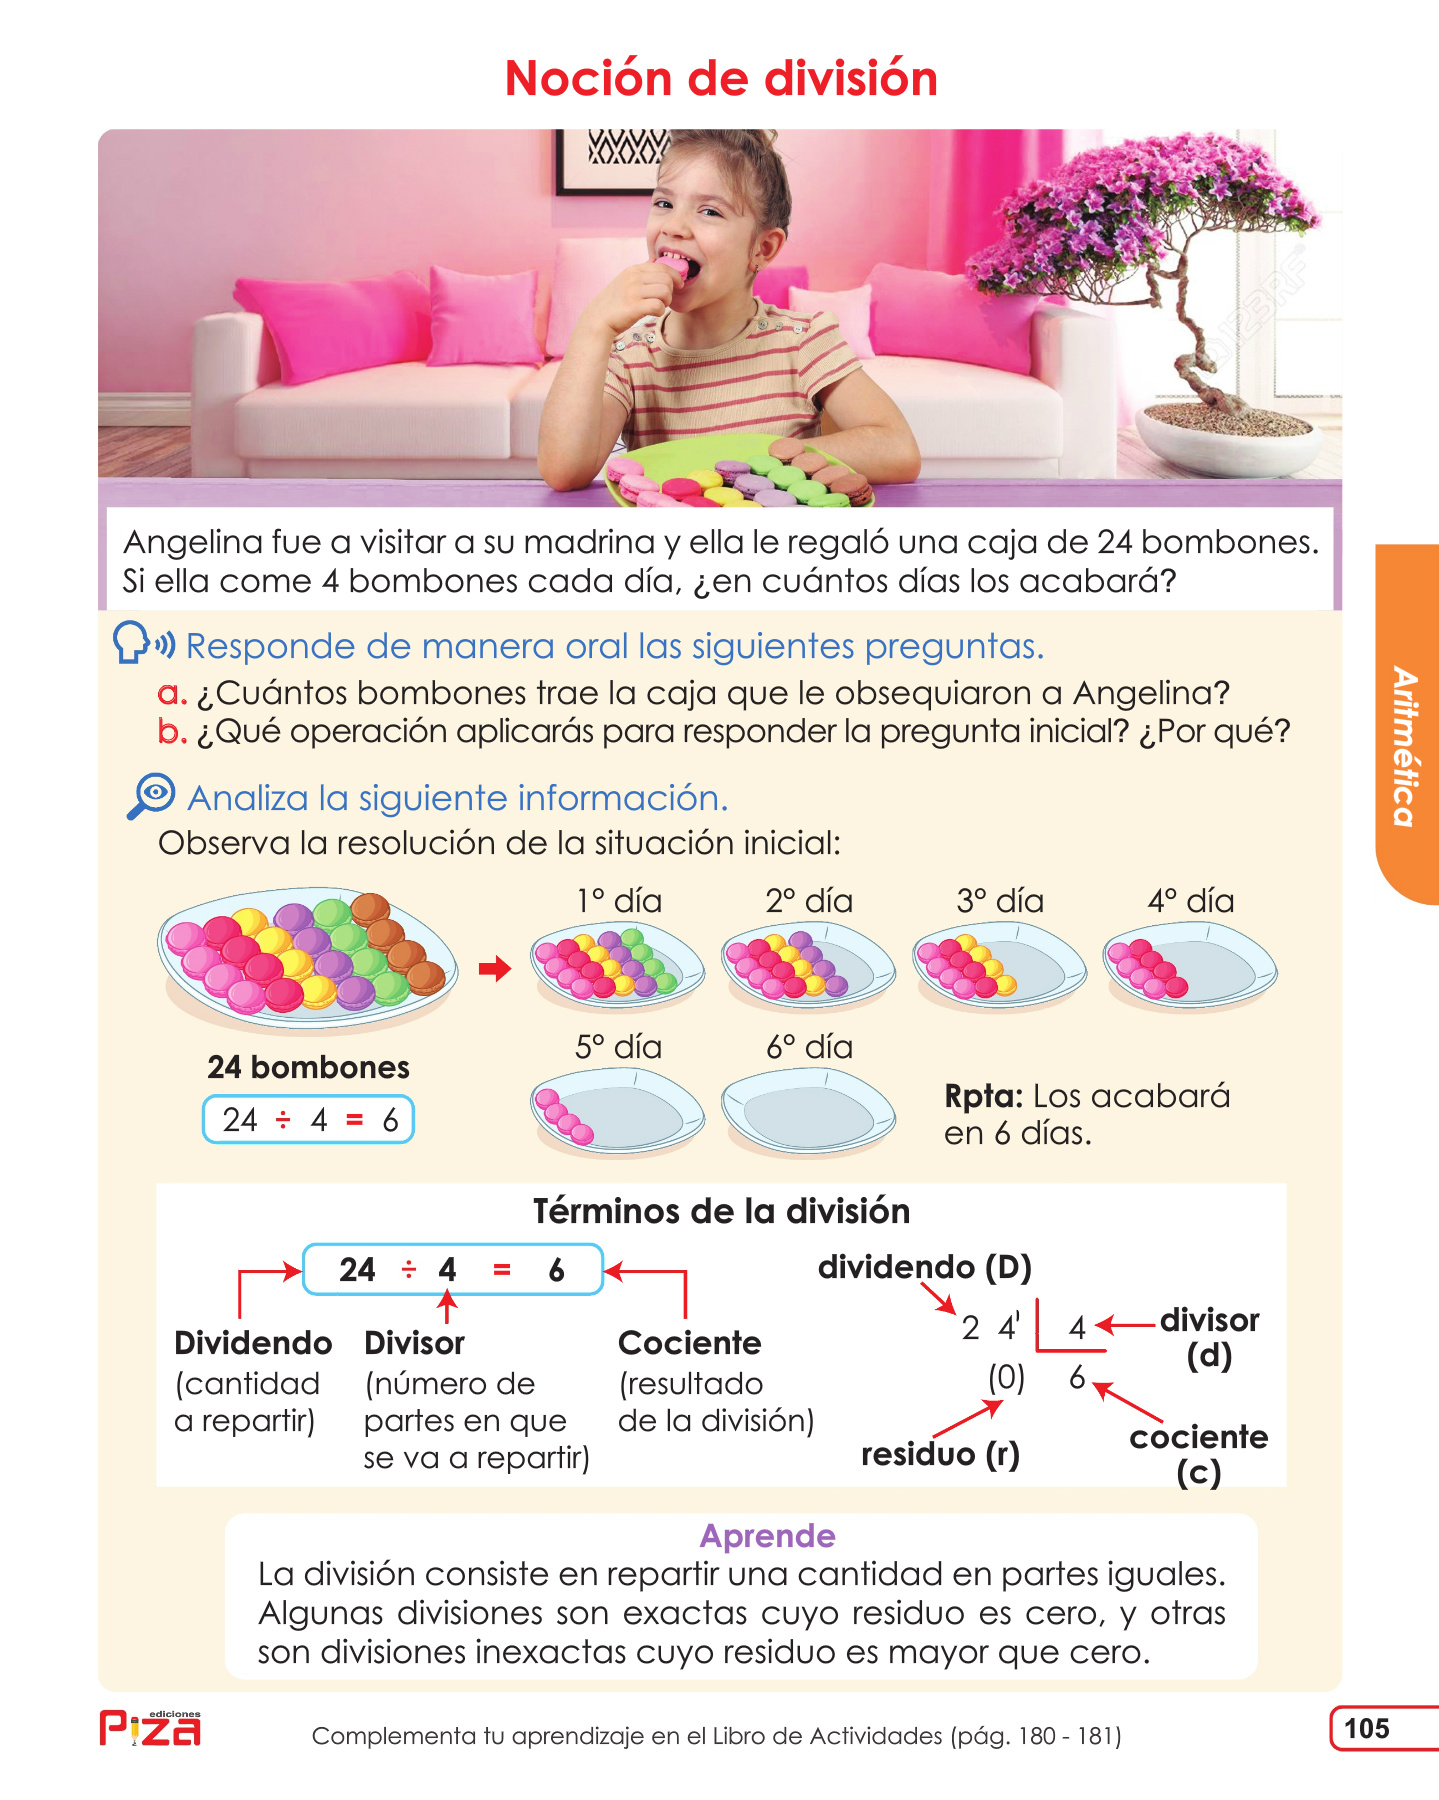 Noción de división
123RF
Angelina fue a visitar a su madrina y ella le regaló una caja de 24 bombones.
Si ella come 4 bombones cada día, ¿en cuántos días los acabará?
Responde de manera oral las siguientes preguntas.
a. ¿Cuántos bombones trae la caja que le obsequiaron a Angelina?
b. ¿Qué operación aplicarás para responder la pregunta inicial? ¿Por qué?
Aritmética
Analiza la siguiente información.
Observa la resolución de la situación inicial:
1° día 2° día 3° día 4° día
5° día 6° día
24 bombones
24 ÷ 4 = 6
Rpta: Los acabará
en 6 días.
Términos de la división
24 ÷ 4 = 6
Dividendo
(cantidad
a repartir)
Divisor
(número de
partes en que
se va a repartir)
Cociente
(resultado
de la división)
dividendo (D)
2 4' 4
divisor
(d)
(0) 6
residuo (r)
cociente
(c)
Aprende
La división consiste en repartir una cantidad en partes iguales.
Algunas divisiones son exactas cuyo residuo es cero, y otras
son divisiones inexactas cuyo residuo es mayor que cero.
ediciones
Piza
Complementa tu aprendizaje en el Libro de Actividades (pág. 180 - 181)
105